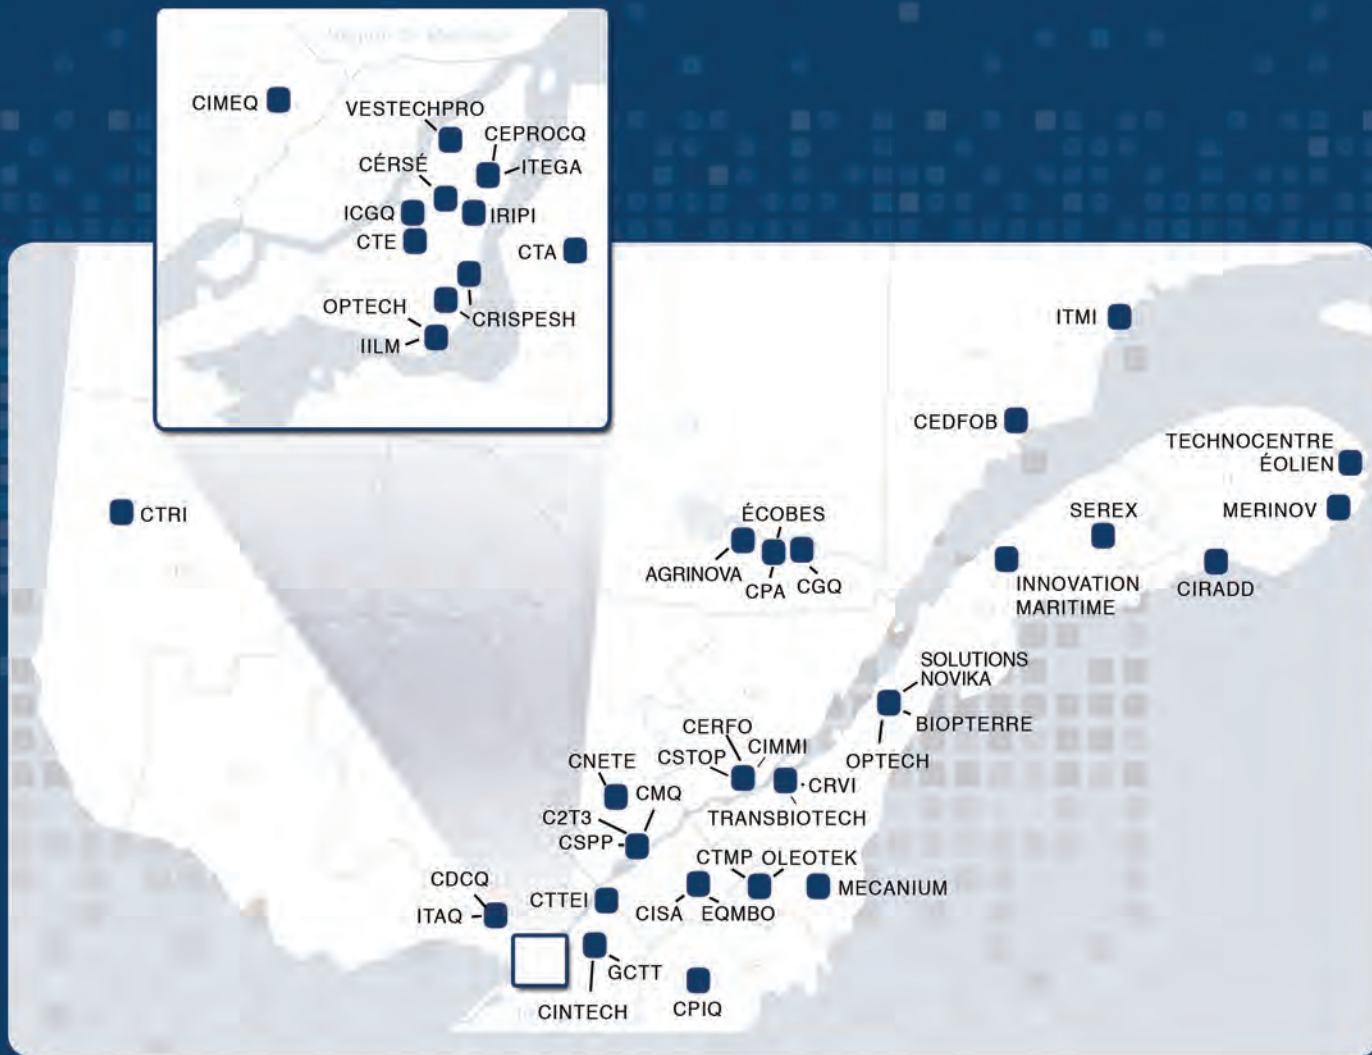 CIMEQ
VESTECHPRO
CEPROCQ
CÉRSÉ
ITEGA
ICGQ
IRIPI
CTE
CTA
OPTECH
CRISPESH
IILM
ITMI
CEDFOB
TECHNOCENTRE
ÉOLIEN
CTRI
ÉCOBES
SEREX
MERINOV
AGRINOVA
CPA
CGQ
INNOVATION
MARITIME
CIRADD
SOLUTIONS
NOVIKA
BIOPTERRE
OPTECH
CERFO
CIMMI
CSTOP
CNETE
CMQ
CRVI
C2T3
TRANSBIOTECH
CSPP
CTMP
OLEOTEK
CDCQ
MECANIUM
CTTEI
CISA
EQMBO
ITAQ
GCTT
CINTECH
CPIQ